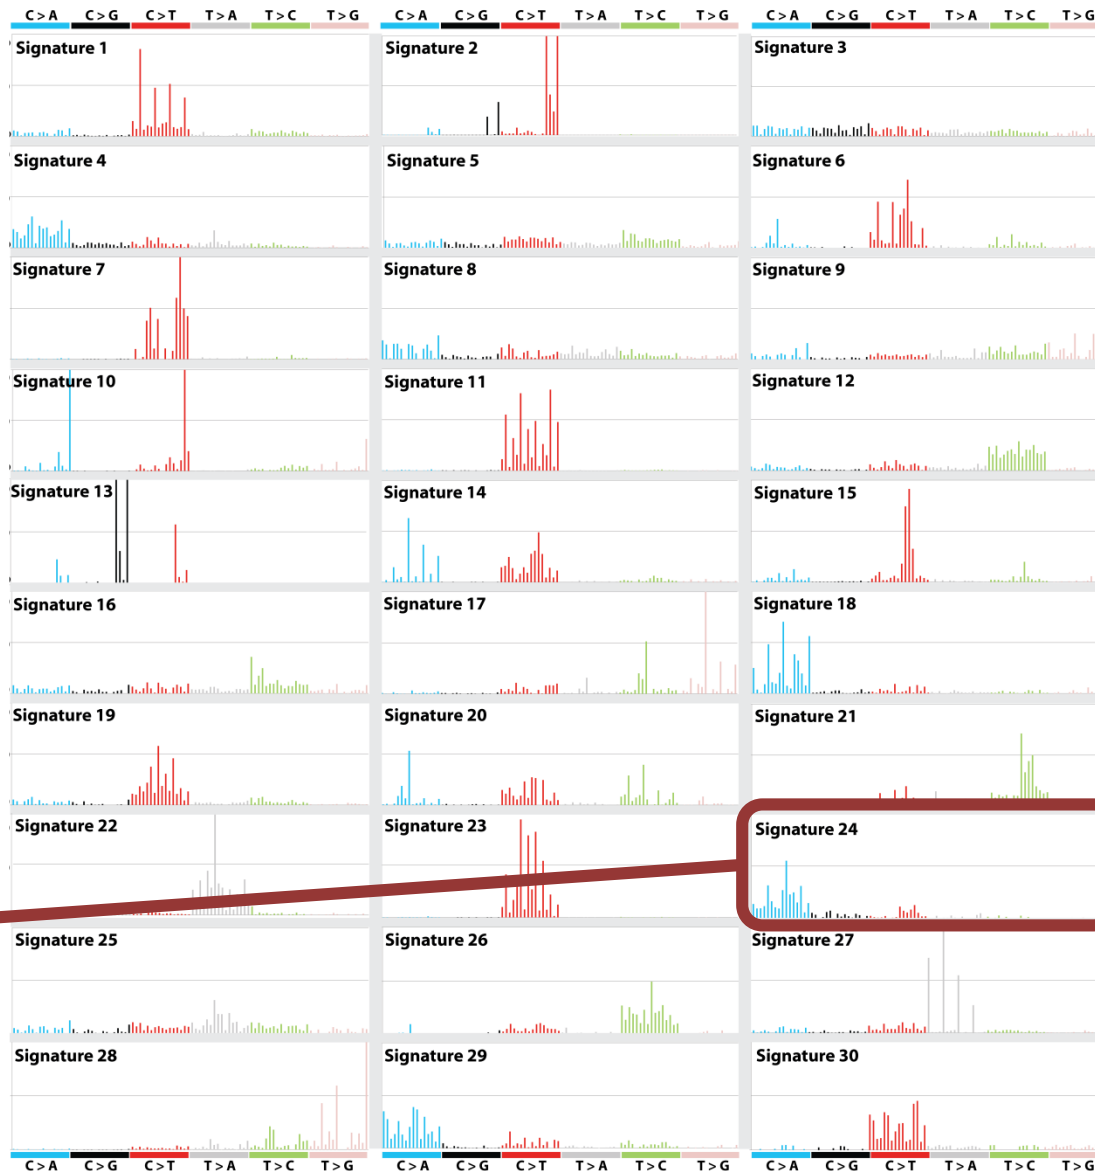 C>A C>G C>T T>A T>C T>G C>A C>G C>T T>A T>C T>G C>A C>G C>T T>A T>C T>G
Signature 1 Signature 2 Signature 3
Signature 4 Signature 5 Signature 6
Signature 7 Signature 8 Signature 9
Signature 10 Signature 11 Signature 12
Signature 13 Signature 14 Signature 15
Signature 16 Signature 17 Signature 18
Signature 19 Signature 20 Signature 21
Signature 22 Signature 23 Signature 24
Signature 25 Signature 26 Signature 27
Signature 28 Signature 29 Signature 30
C>A C>G C>T T>A T>C T>G C>A C>G C>T T>A T>C T>G C>A C>G C>T T>A T>C T>G